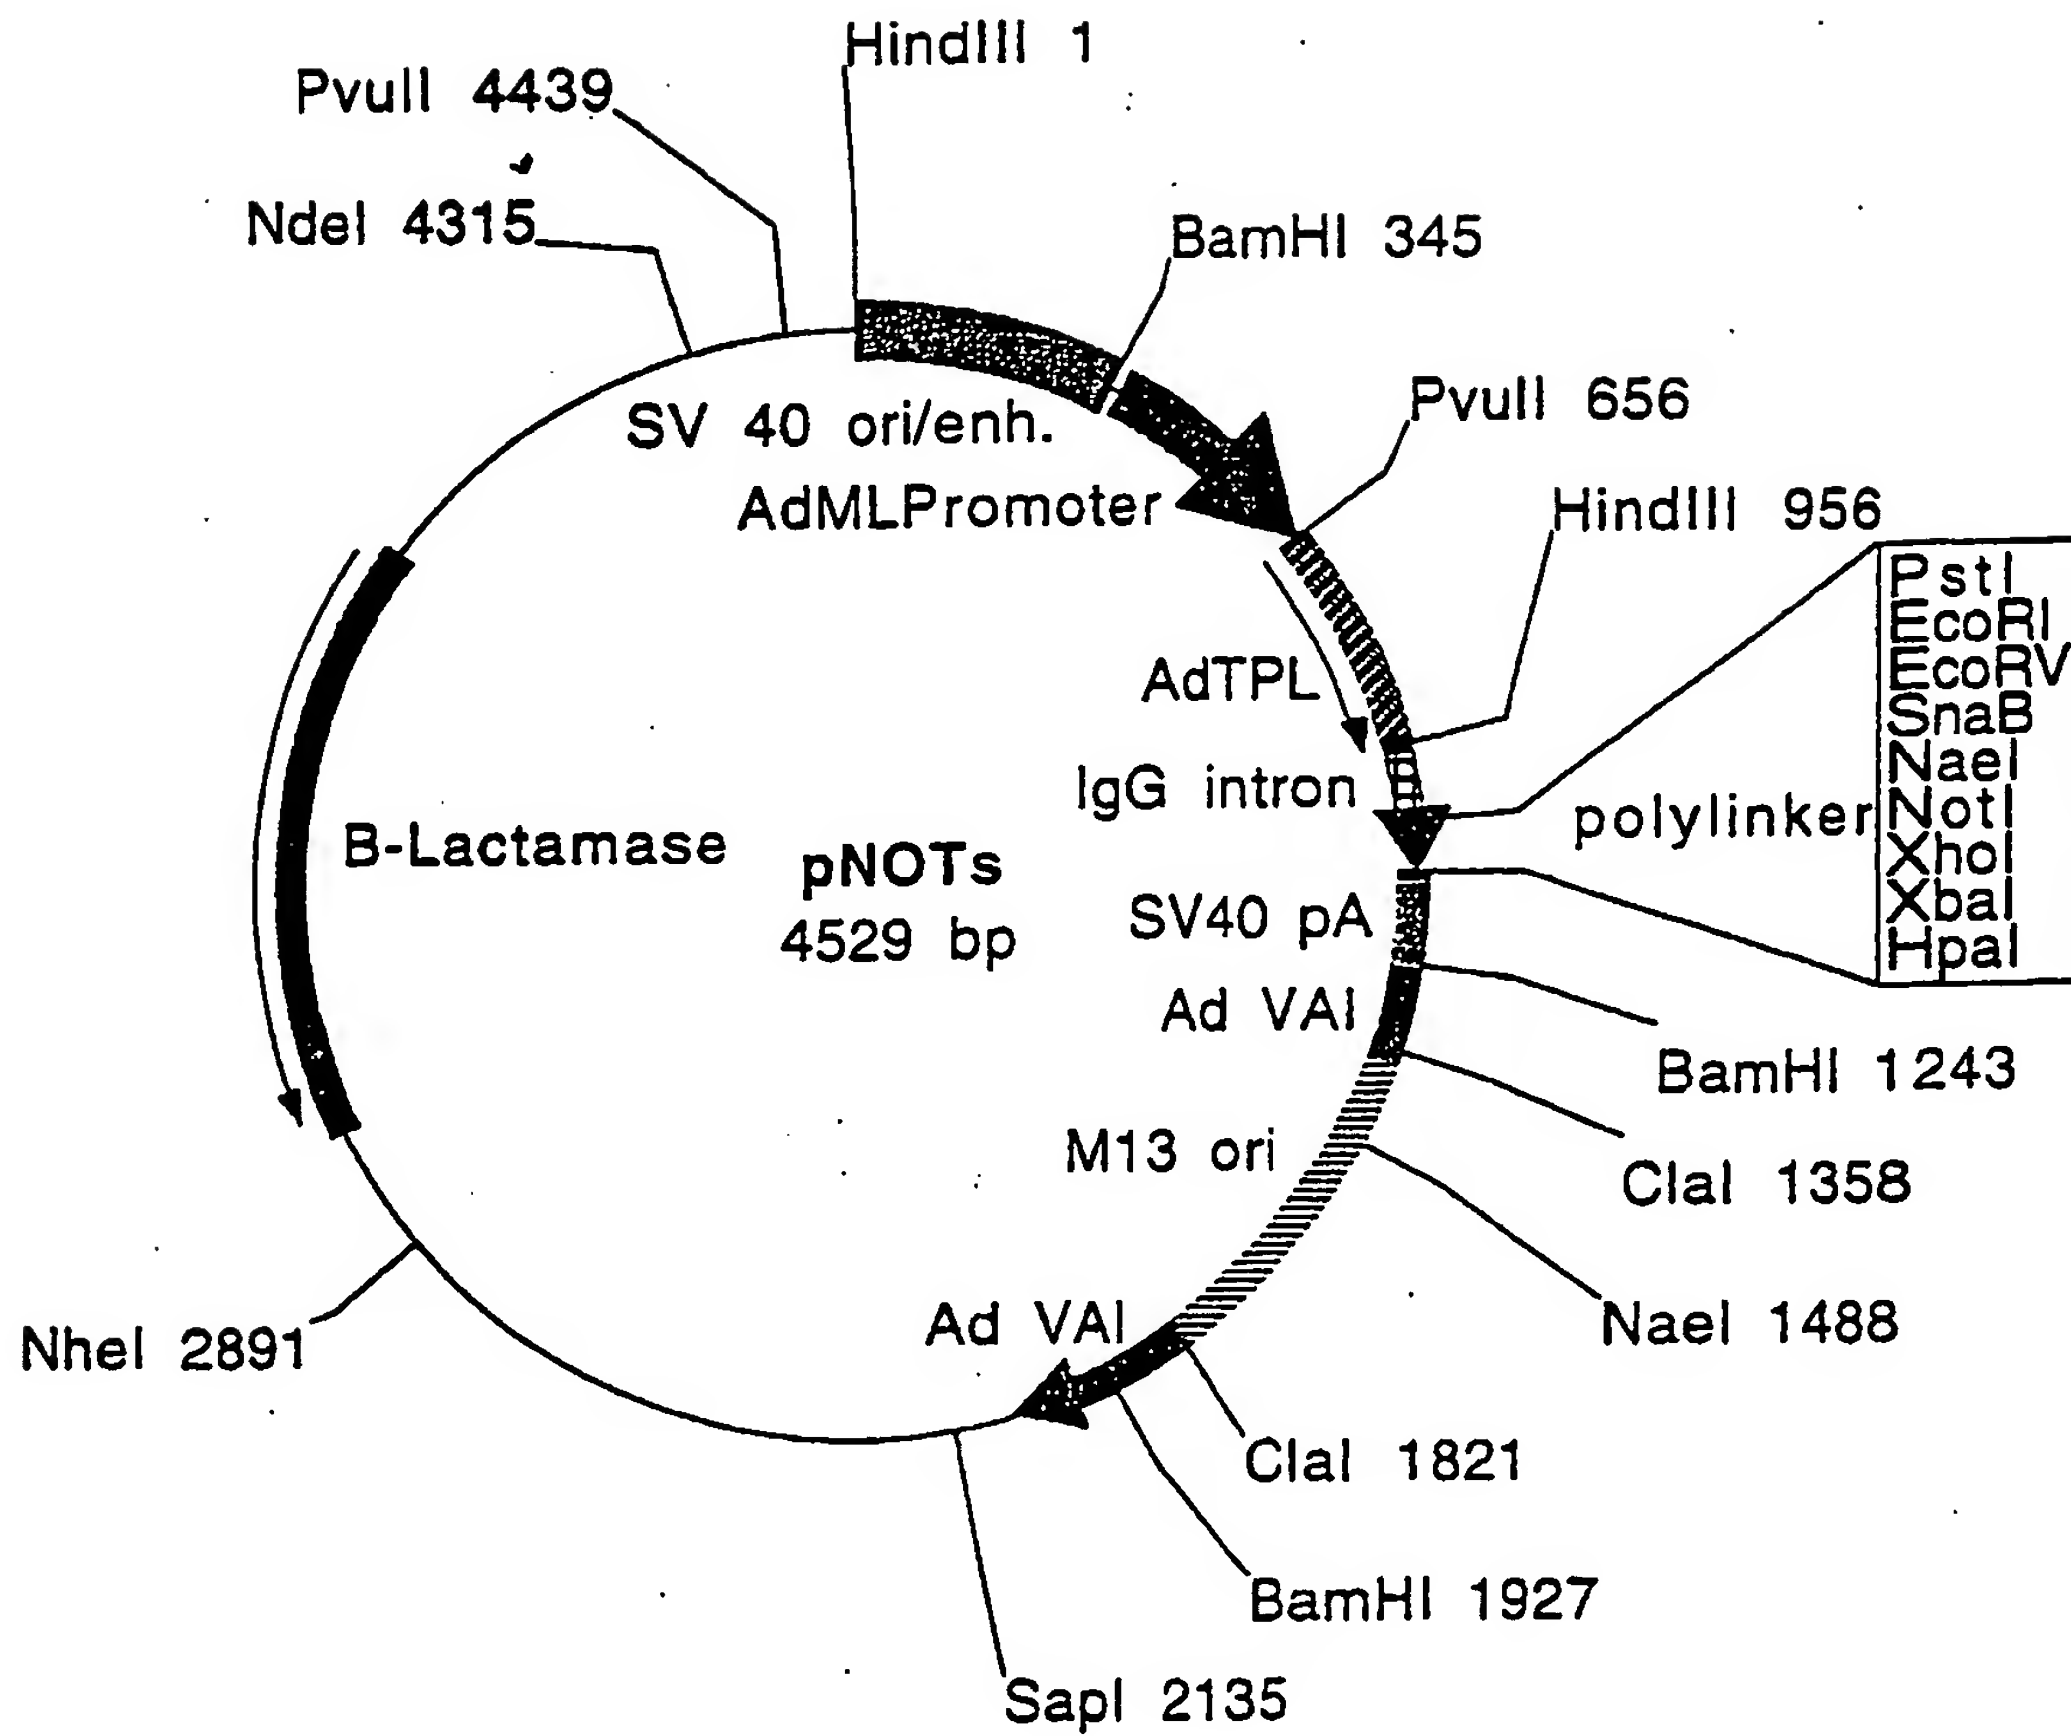 HindIII 1
PvuII 4439
NdeI 4315
BamHI 345
PvuII 656
SV 40 ori/enh.
AdMLPromoter
HindIII 956
PstI
EcoRI
EcoRV
SnaB
NaeI
NotI
XhoI
XbaI
HpaI
AdTPL
IgG intron
polylinker
B-Lactamase
pNOTs
4529 bp
SV40 pA
Ad VAI
BamHI 1243
M13 ori
ClaI 1358
NaeI 1488
Ad VAI
NheI 2891
ClaI 1821
BamHI 1927
SapI 2135